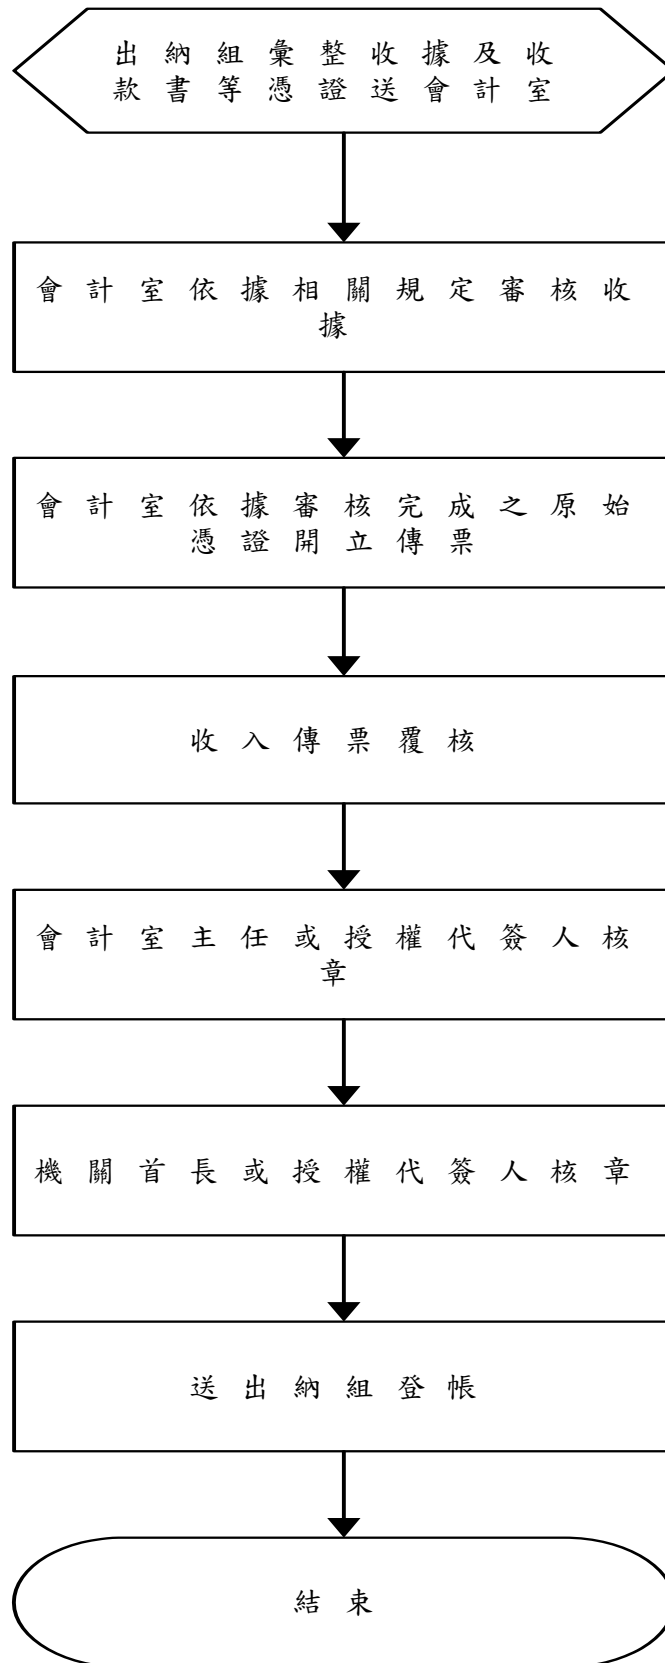 出納組彙整收據及收
款書等憑證送會計室
會計室依據相關規定審核收
據
會計室依據審核完成之原始
憑證開立傳票
收入傳票覆核
會計室主任或授權代簽人核
章
機關首長或授權代簽人核章
送出納組登帳
結束